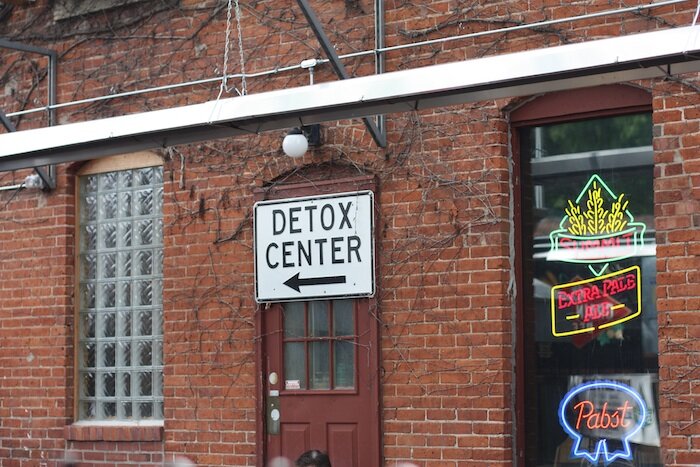 DETOX
CENTER
SUMMIT
EXTRA PALE
ALE
Pabst